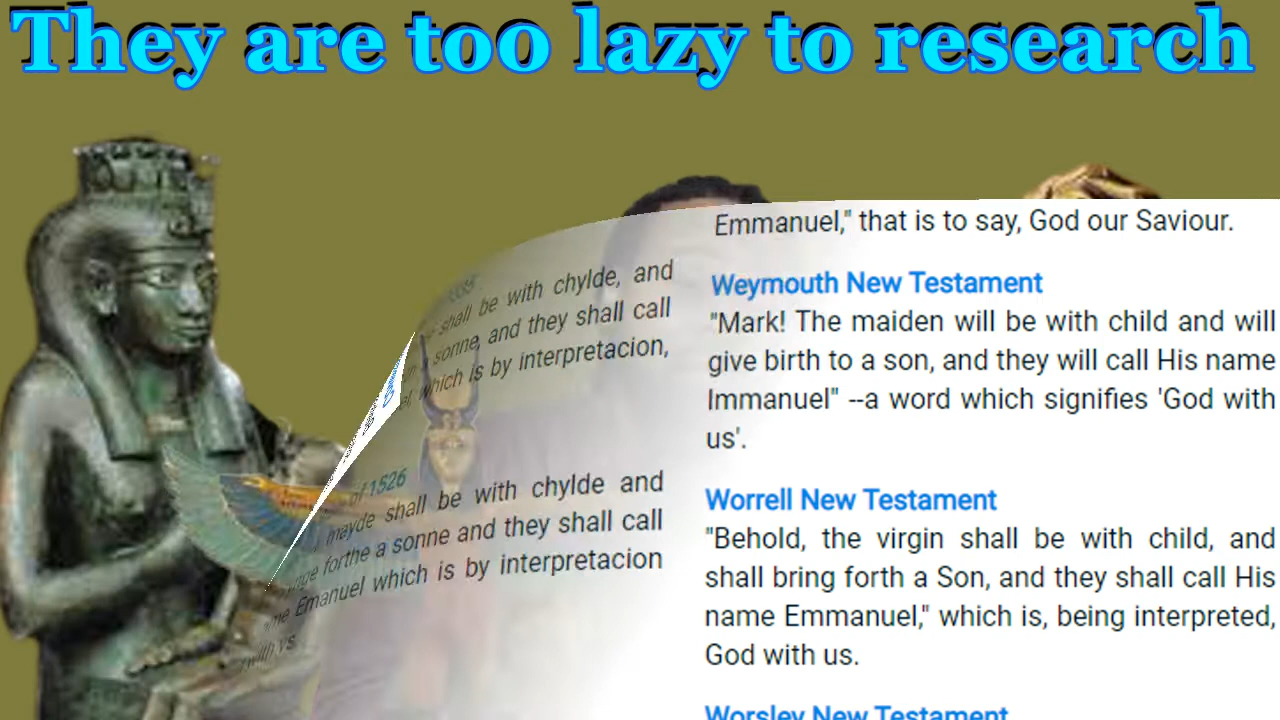 They are too lazy to research
shall be with chylde, and
sonne, and they shall call
which is by interpretacion,
of 1526
mayde shall be with chylde and
forthe a sonne and they shall call
Emanuel which is by interpretacion
with vs.
Emmanuel," that is to say, God our Saviour.
Weymouth New Testament
"Mark! The maiden will be with child and will
give birth to a son, and they will call His name
Immanuel" --a word which signifies 'God with
us'.
Worrell New Testament
"Behold, the virgin shall be with child, and
shall bring forth a Son, and they shall call His
name Emmanuel," which is, being interpreted,
God with us.
Worsley New Testament